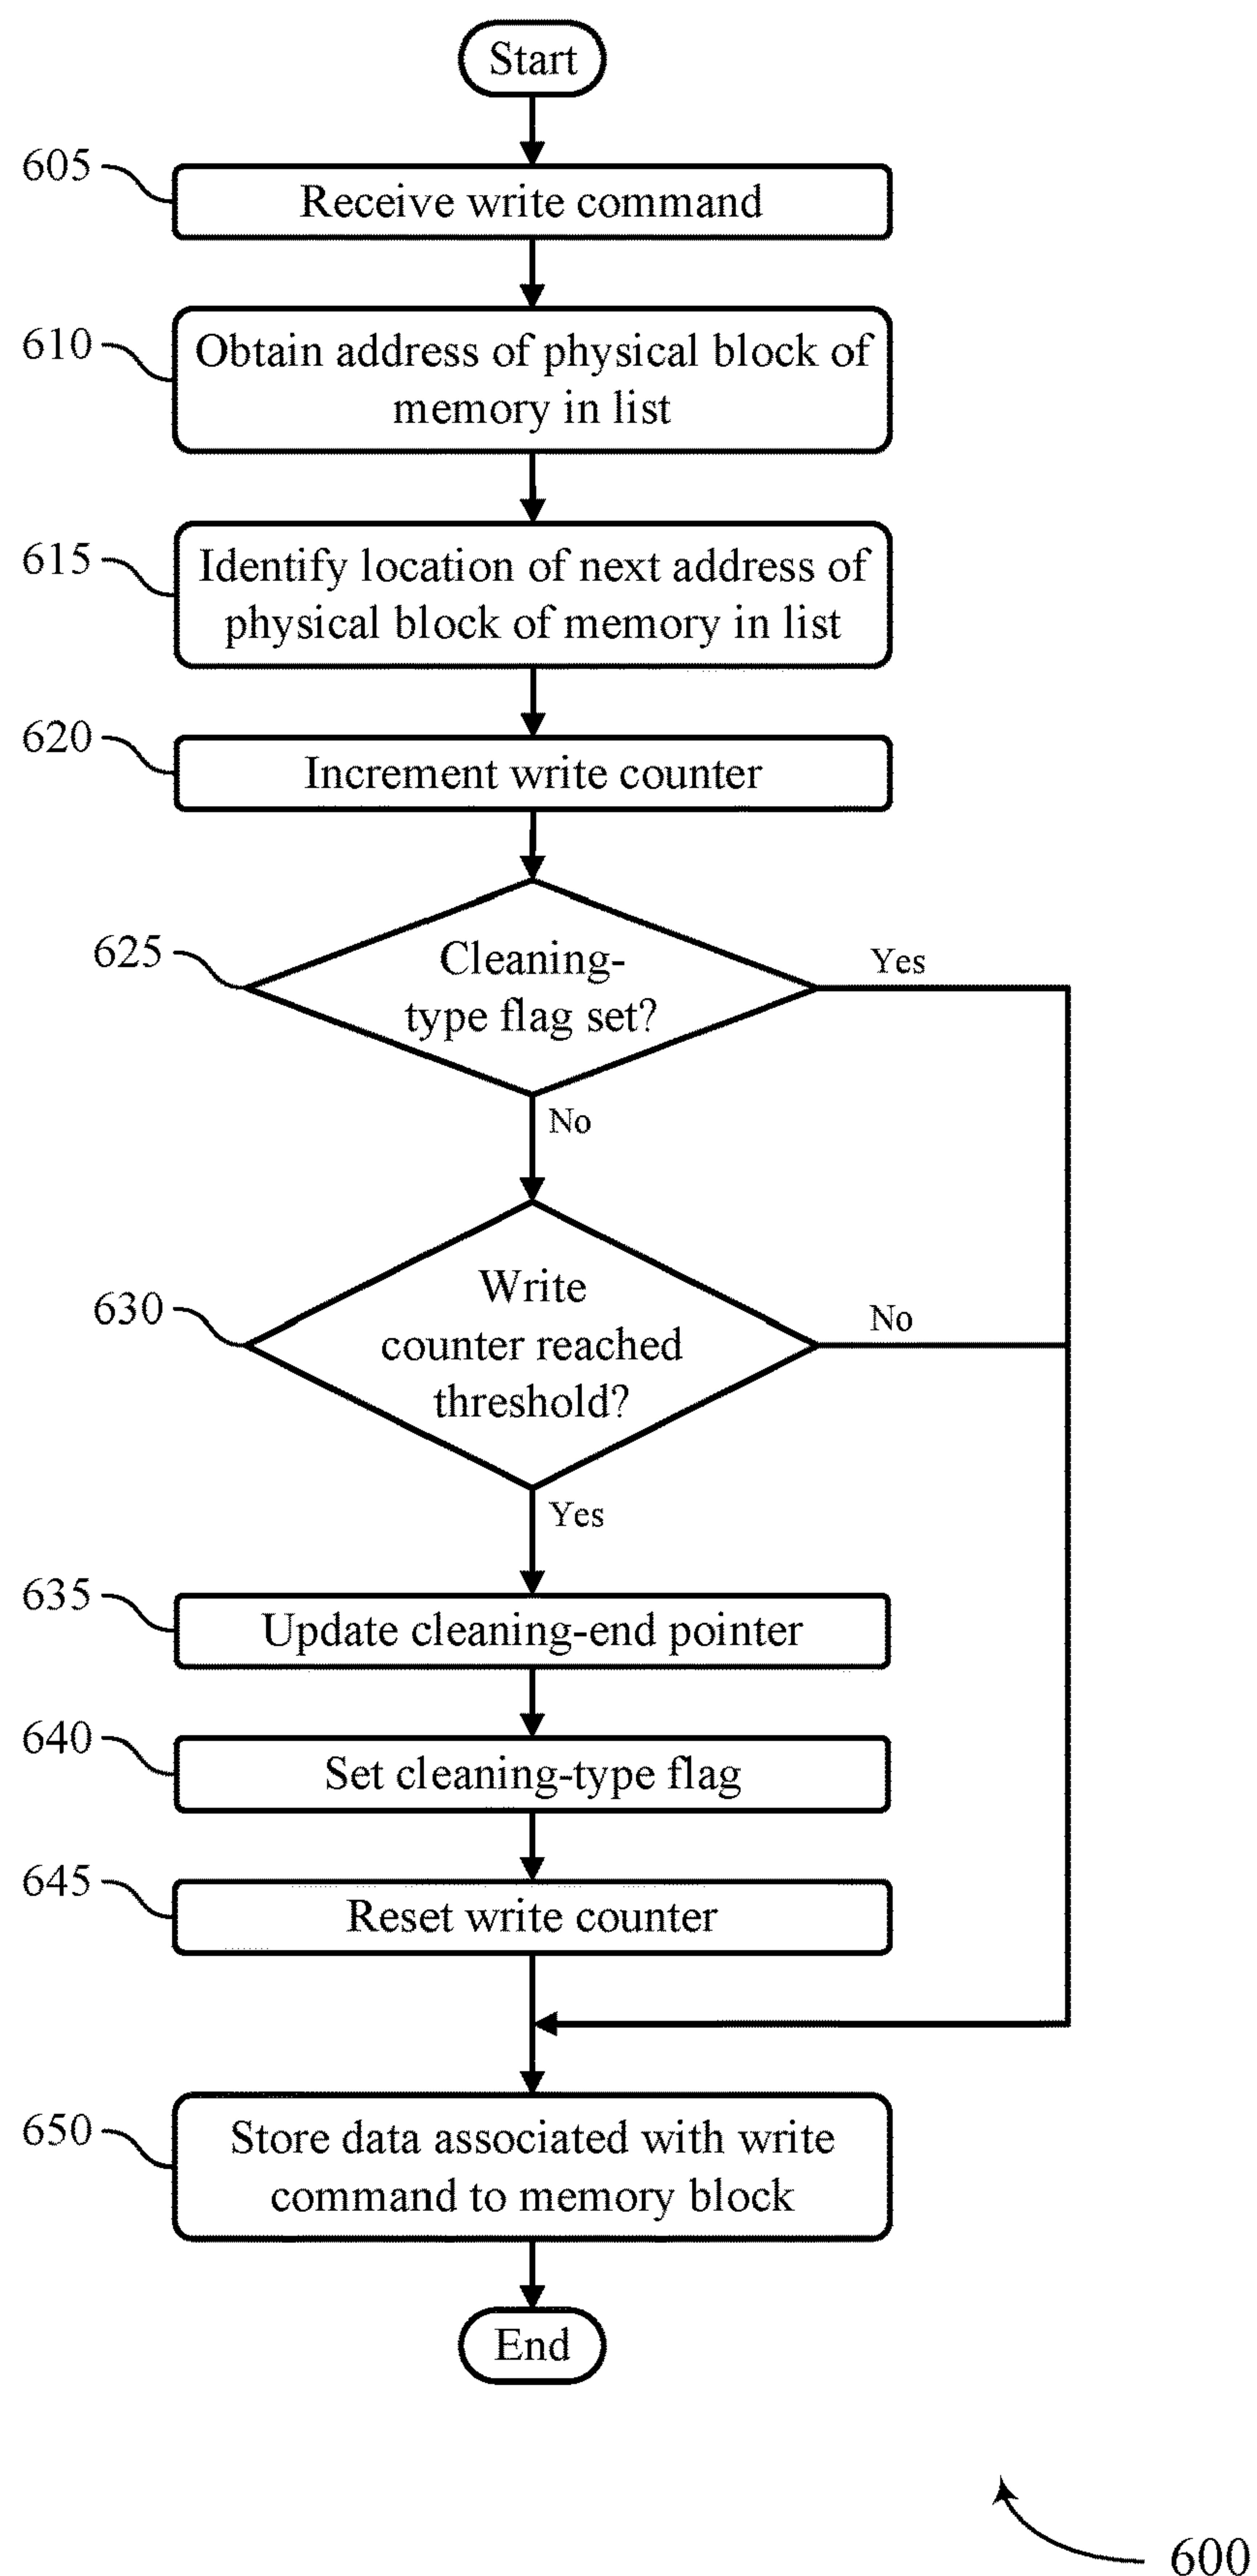 Start
605
Receive write command
610
Obtain address of physical block of
memory in list
615
Identify location of next address of
physical block of memory in list
620
Increment write counter
625
Cleaning-
type flag set?
Yes
No
630
Write
counter reached
threshold?
No
Yes
635
Update cleaning-end pointer
640
Set cleaning-type flag
645
Reset write counter
650
Store data associated with write
command to memory block
End
600